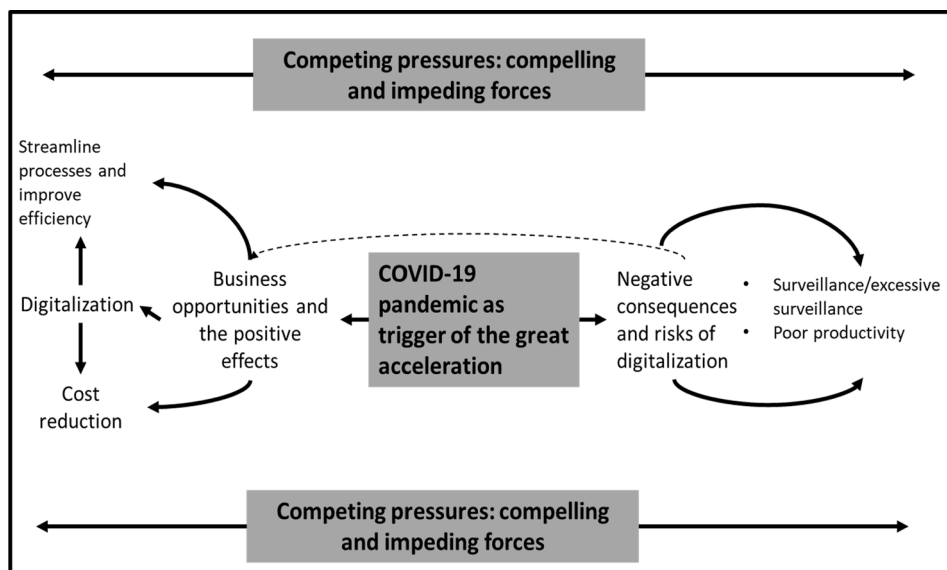 Competing pressures: compelling
and impeding forces
Streamline
processes and
improve
efficiency
Digitalization
Cost
reduction
Business
opportunities and
the positive
effects
COVID-19
pandemic as
trigger of the great
acceleration
Negative
consequences
and risks of
digitalization
• Surveillance/excessive
surveillance
• Poor productivity
Competing pressures: compelling
and impeding forces